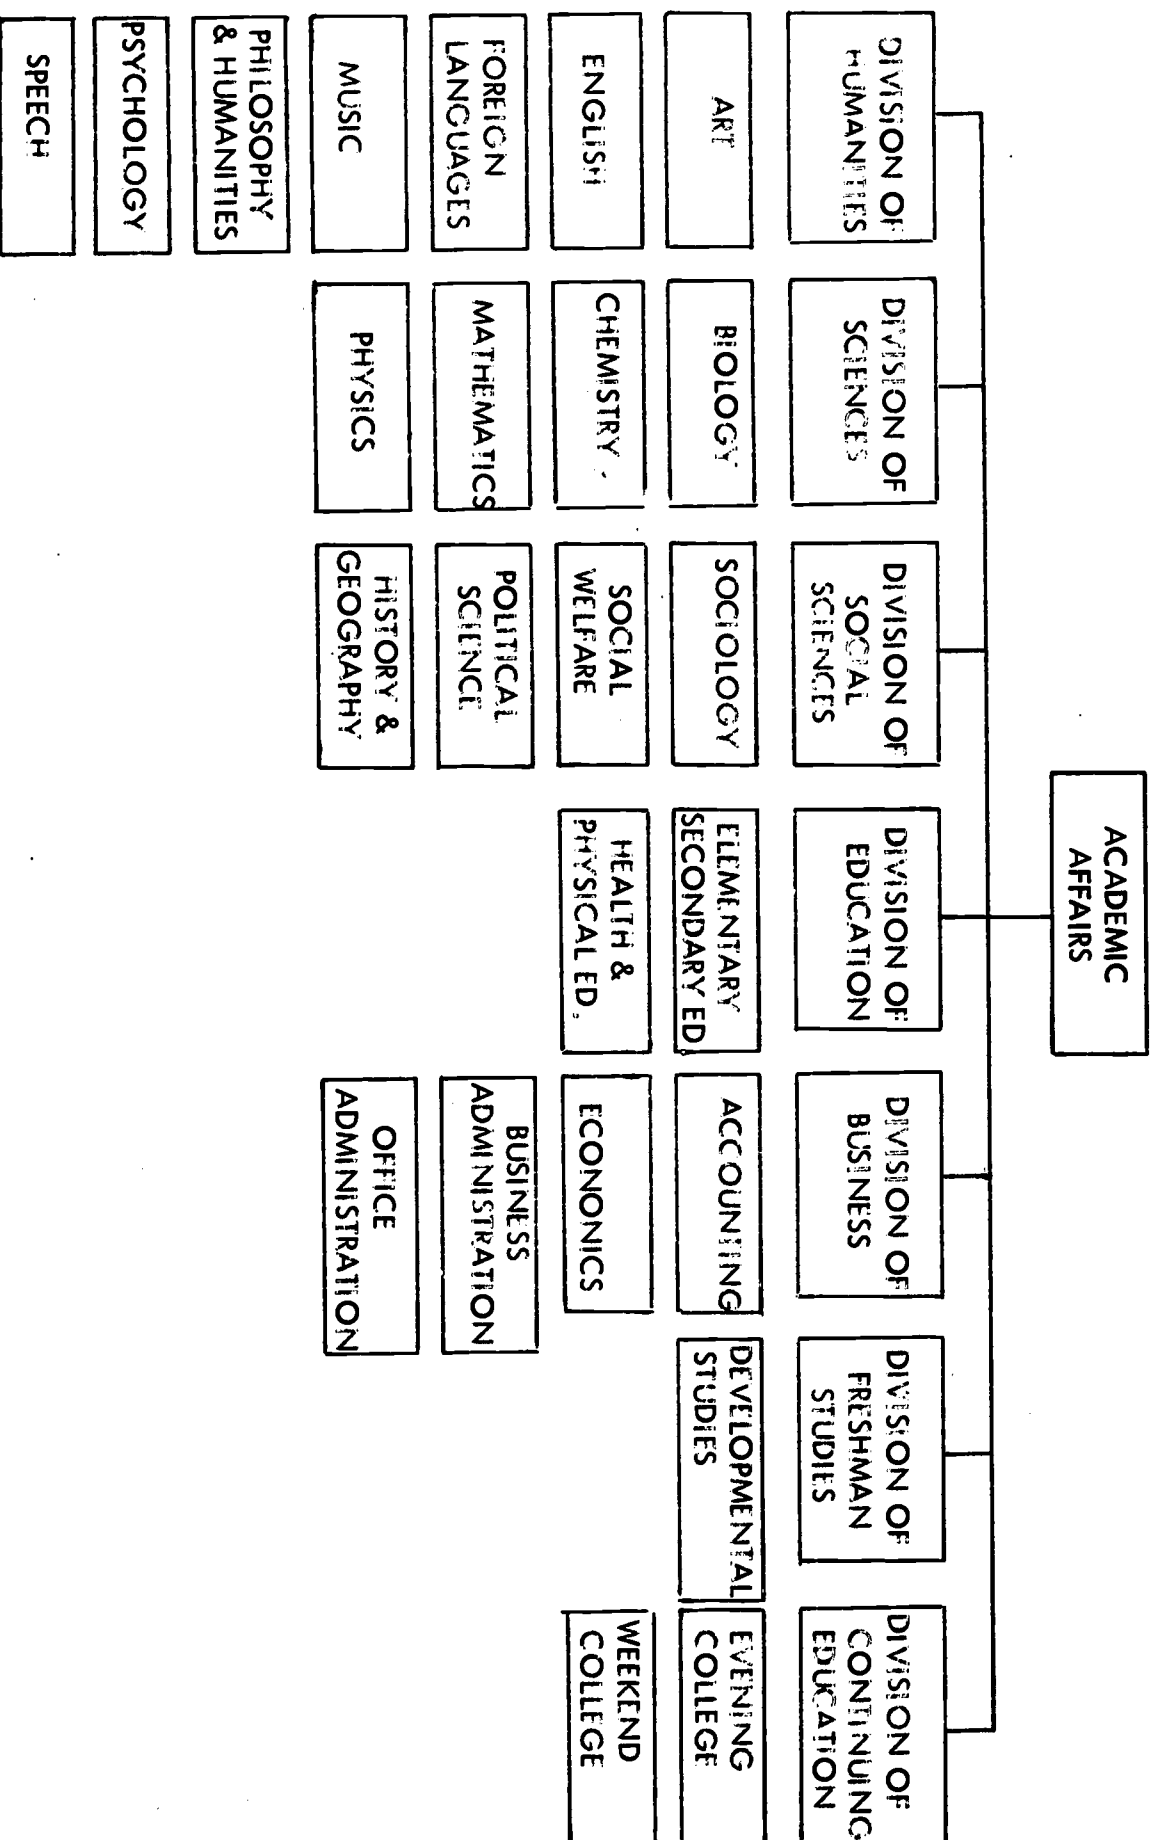 ACADEMIC
AFFAIRS
DIVISION OF
HUMANITIES
ART
ENGLISH
FOREIGN
LANGUAGES
MUSIC
PHILOSOPHY
& HUMANITIES
PSYCHOLOGY
SPEECH
DIVISION OF
SCIENCES
BIOLOGY
CHEMISTRY
MATHEMATICS
PHYSICS
DIVISION OF
SOCIAL
SCIENCES
SOCIOLOGY
SOCIAL
WELFARE
POLITICAL
SCIENCE
HISTORY &
GEOGRAPHY
DIVISION OF
EDUCATION
ELEMENTARY
SECONDARY ED.
HEALTH &
PHYSICAL ED.
DIVISION OF
BUSINESS
ACCOUNTING
ECONONICS
BUSINESS
ADMINISTRATION
OFFICE
ADMINISTRATION
DIVISION OF
FRESHMAN
STUDIES
DEVELOPMENTAL
STUDIES
DIVISION OF
CONTINUING
EDUCATION
EVENING
COLLEGE
WEEKEND
COLLEGE